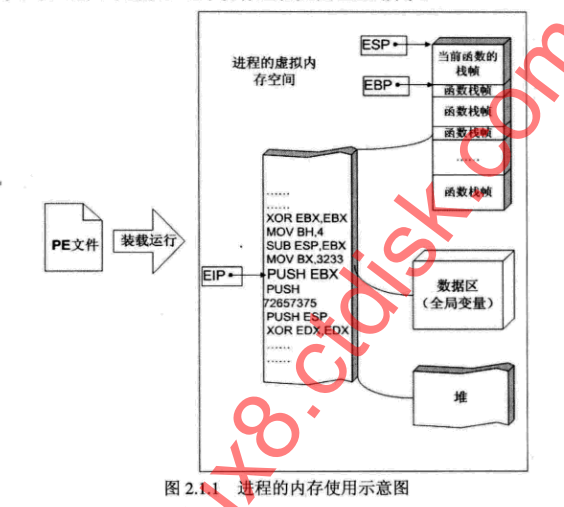 进程的虚拟内
存空间
ESP
EBP
当前函数的
栈帧
函数栈帧
函数栈帧
函数栈帧
……
函数栈帧
PE文件
装载运行
EIP
……
……
XOR EBX,EBX
MOV BH,4
SUB ESP,EBX
MOV BX,3233
PUSH EBX
PUSH
72657375
PUSH ESP
XOR EDX,EDX
……
……
数据区
（全局变量）
堆
图 2.1.1 进程的内存使用示意图
ix8.ctdisk.com